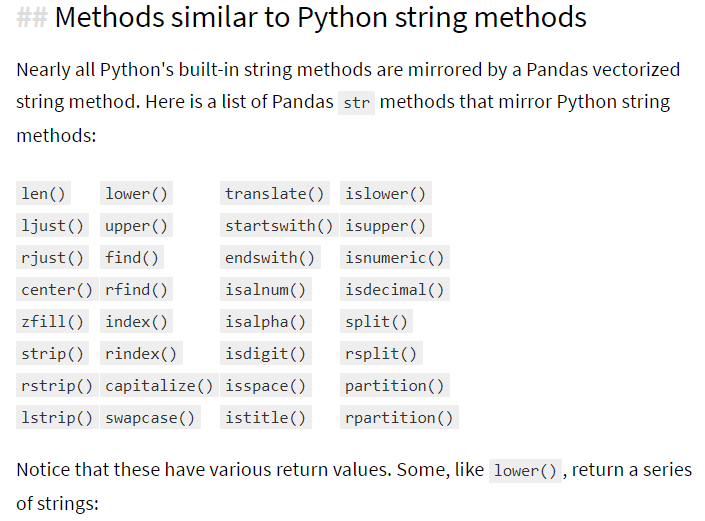 ## Methods similar to Python string methods
Nearly all Python's built-in string methods are mirrored by a Pandas vectorized
string method. Here is a list of Pandas str methods that mirror Python string
methods:
len() lower() translate() islower()
ljust() upper() startswith() isupper()
rjust() find() endswith() isnumeric()
center() rfind() isalnum() isdecimal()
zfill() index() isalpha() split()
strip() rindex() isdigit() rsplit()
rstrip() capitalize() isspace() partition()
lstrip() swapcase() istitle() rpartition()
Notice that these have various return values. Some, like lower(), return a series
of strings: